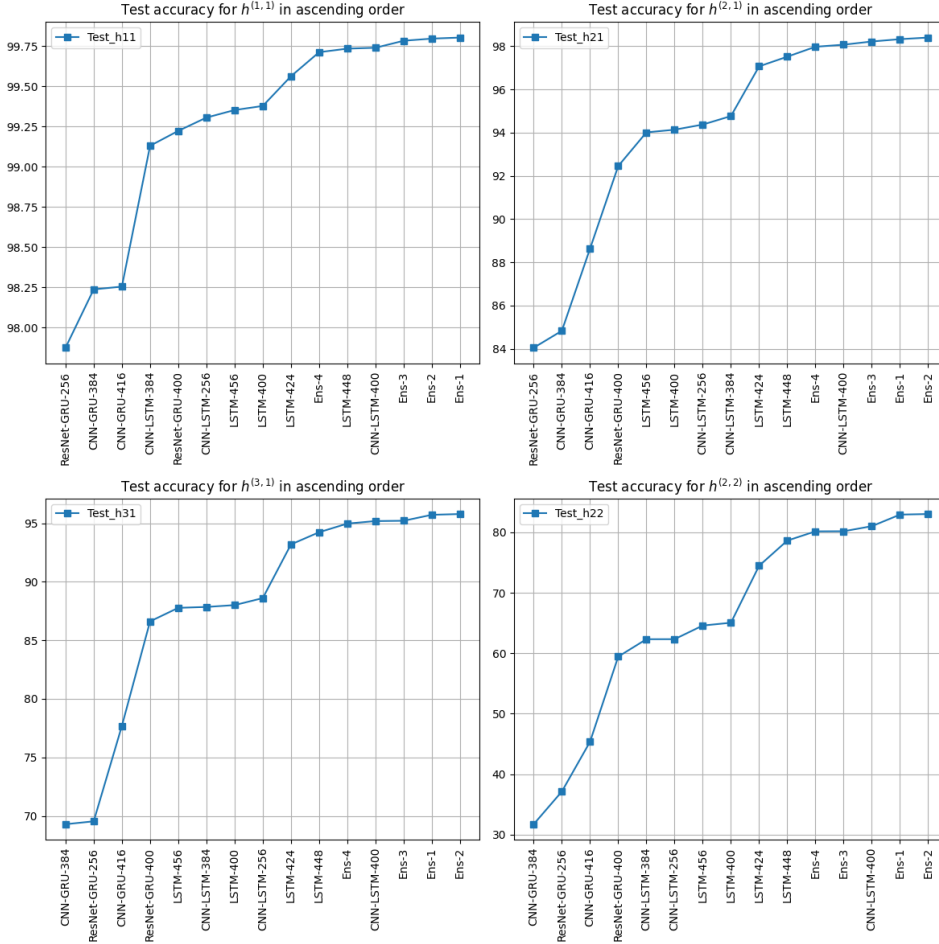 Test accuracy for h^(1,1) in ascending order
Test_h11
99.75
99.50
99.25
99.00
98.75
98.50
98.25
98.00
ResNet-GRU-256
CNN-GRU-384
CNN-GRU-416
CNN-LSTM-384
ResNet-GRU-400
CNN-LSTM-256
LSTM-456
LSTM-400
LSTM-424
Ens-4
LSTM-448
CNN-LSTM-400
Ens-3
Ens-2
Ens-1
Test accuracy for h^(2,1) in ascending order
Test_h21
98
96
94
92
90
88
86
84
ResNet-GRU-256
CNN-GRU-384
CNN-GRU-416
ResNet-GRU-400
LSTM-456
LSTM-400
CNN-LSTM-256
CNN-LSTM-384
LSTM-424
LSTM-448
Ens-4
CNN-LSTM-400
Ens-3
Ens-1
Ens-2
Test accuracy for h^(3,1) in ascending order
Test_h31
95
90
85
80
75
70
CNN-GRU-384
ResNet-GRU-256
CNN-GRU-416
ResNet-GRU-400
LSTM-456
CNN-LSTM-384
LSTM-400
CNN-LSTM-256
LSTM-424
LSTM-448
Ens-4
CNN-LSTM-400
Ens-3
Ens-1
Ens-2
Test accuracy for h^(2,2) in ascending order
Test_h22
80
70
60
50
40
30
CNN-GRU-384
ResNet-GRU-256
CNN-GRU-416
ResNet-GRU-400
CNN-LSTM-384
CNN-LSTM-256
LSTM-456
LSTM-400
LSTM-424
LSTM-448
Ens-4
Ens-3
CNN-LSTM-400
Ens-1
Ens-2